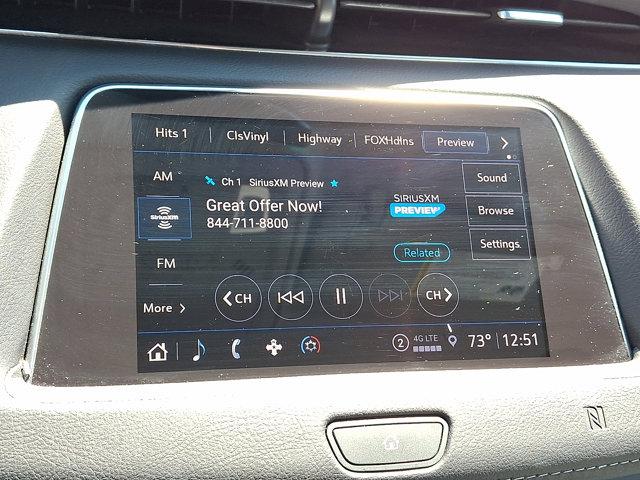 Hits 1 ClsVinyl Highway FOXHdlns Preview
AM Ch 1 SiriusXM Preview Sound
SiriusXM Great Offer Now! SIRIUSXM PREVIEW Browse
844-711-8800
FM Related Settings
More CH CH
2 4G LTE 73° 12:51
N